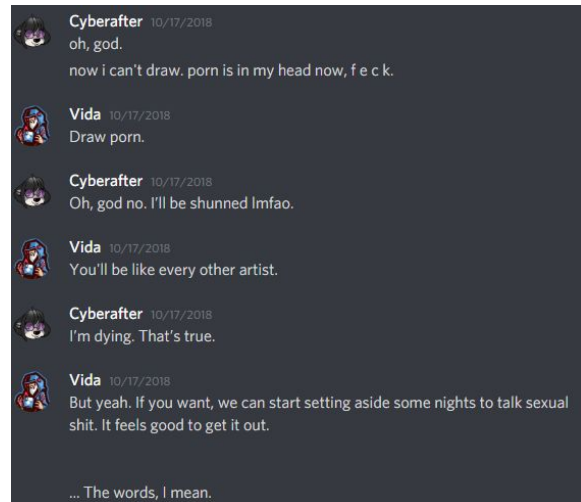 Cyberafter 10/17/2018
oh, god.
now i can't draw. porn is in my head now, f e c k.
Vida 10/17/2018
Draw porn.
Cyberafter 10/17/2018
Oh, god no. I'll be shunned lmfao.
Vida 10/17/2018
You'll be like every other artist.
Cyberafter 10/17/2018
I'm dying. That's true.
Vida 10/17/2018
But yeah. If you want, we can start setting aside some nights to talk sexual
shit. It feels good to get it out.
... The words, I mean.